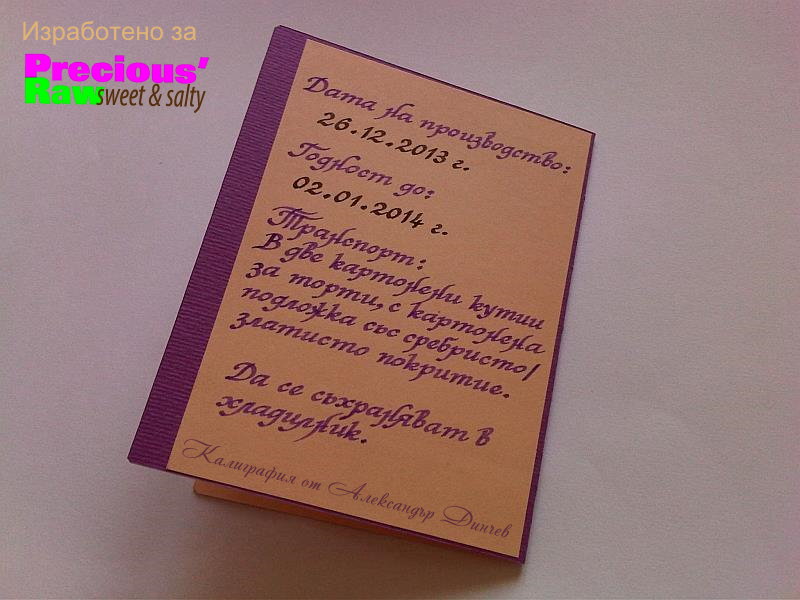 Изработено за
Precious'
Raw sweet & salty
Дата на производство:
26.12.2013 г.
Годност до:
02.01.2014 г.
Транспорт:
В две картонени кутии
за торти, с картонена
подложка със сребристо/
златисто покритие.
Да се съхраняват в
хладилник.
Калиграфия от Александър Динчев